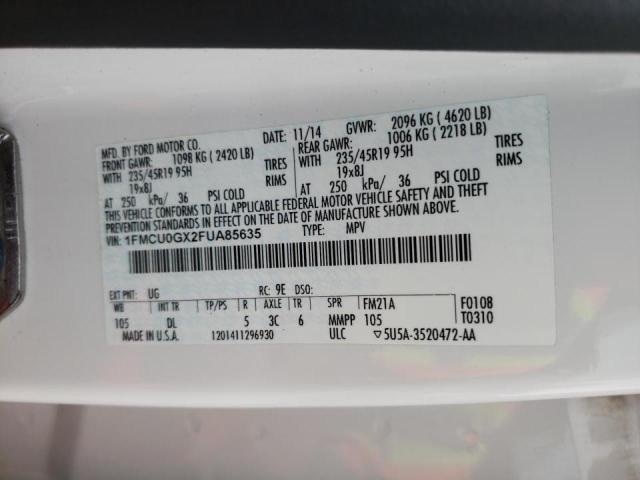 MFD. BY FORD MOTOR CO.
DATE: 11/14 GVWR: 2096 KG ( 4620 LB)
FRONT GAWR: 1098 KG ( 2420 LB) REAR GAWR: 1006 KG ( 2218 LB)
WITH 235/45R19 95H TIRES WITH 235/45R19 95H TIRES
19x8J RIMS 19x8J RIMS
AT 250 kPa/ 36 PSI COLD AT 250 kPa/ 36 PSI COLD
THIS VEHICLE CONFORMS TO ALL APPLICABLE FEDERAL MOTOR VEHICLE SAFETY AND THEFT
PREVENTION STANDARDS IN EFFECT ON THE DATE OF MANUFACTURE SHOWN ABOVE.
1FMCU0GX2FUA85635 TYPE: MPV
EXT PNT: UG RC: 9E DSO:
WB INT TR TP/PS R AXLE TR SPR FM21A F0108
105 DL 5 3C 6 MMPP 105 T0310
MADE IN U.S.A. 1201411296930 ULC ▽5U5A-3520472-AA